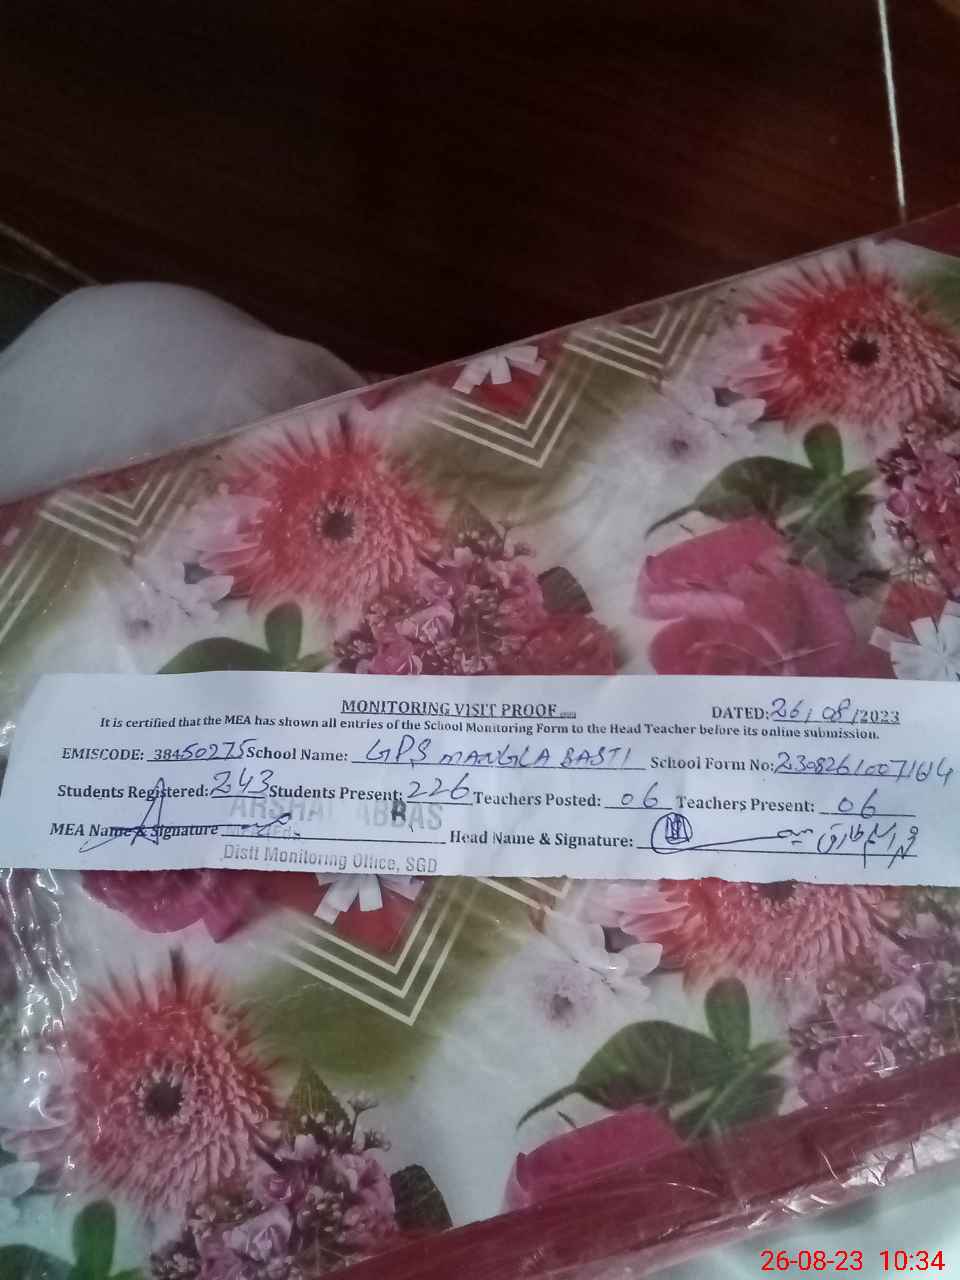 MONITORING VISIT PROOF
DATED: 26/08/2023
It is certified that the MEA has shown all entries of the School Monitoring Form to the Head Teacher before its online submission.
EMISCODE: 38450275 School Name: GPS MANGLA BASTI School Form No:
Students Registered: 243 Students Present: 226 Teachers Posted: 06 Teachers Present: 06
MEA Name & Signature Head Name & Signature:
ARSHAD ABBAS
Distt Monitoring Office, SGD
26-08-23 10:34